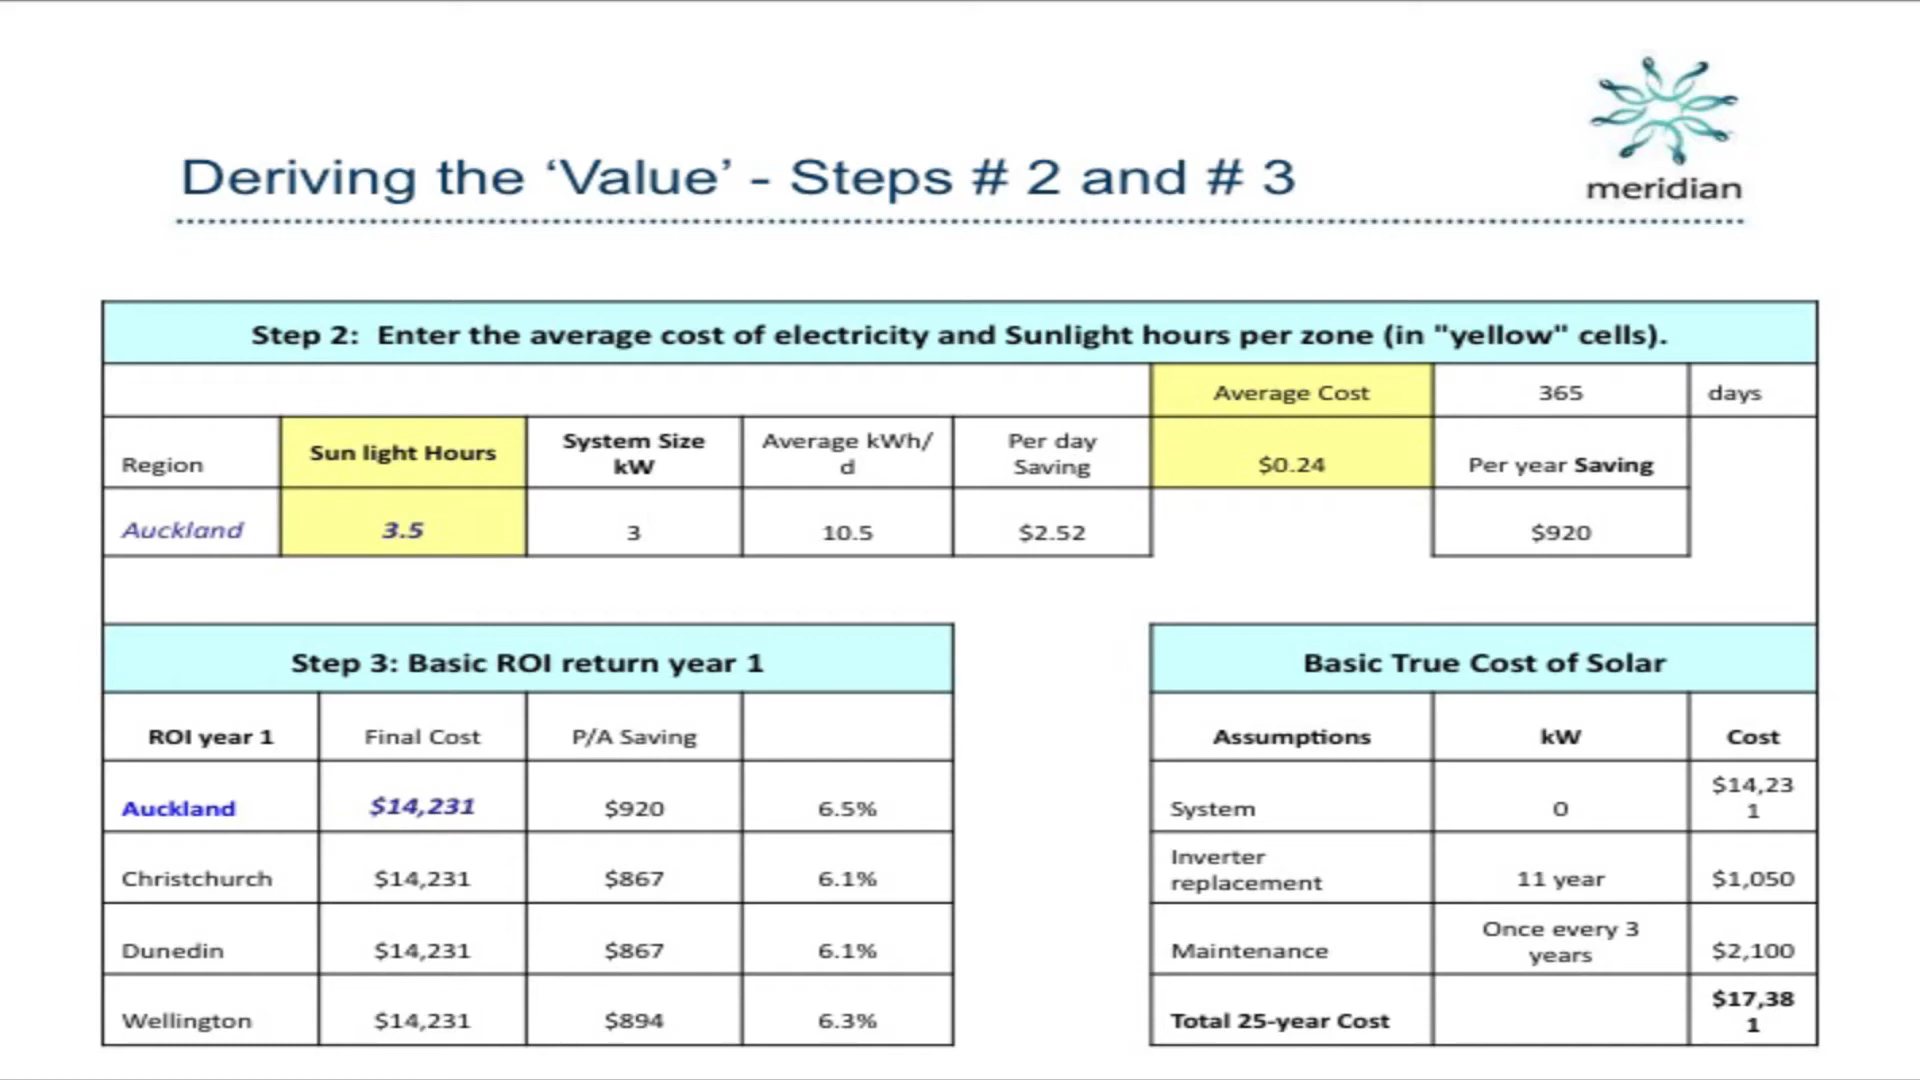 meridian
Deriving the ‘Value’ - Steps # 2 and # 3
Step 2:  Enter the average cost of electricity and Sunlight hours per zone (in "yellow" cells).
Average Cost 365 days
Region Sun light Hours System Size kW Average kWh/d Per day Saving $0.24 Per year Saving
Auckland 3.5 3 10.5 $2.52 $920
Step 3: Basic ROI return year 1
ROI year 1 Final Cost P/A Saving
Auckland $14,231 $920 6.5%
Christchurch $14,231 $867 6.1%
Dunedin $14,231 $867 6.1%
Wellington $14,231 $894 6.3%
Basic True Cost of Solar
Assumptions kW Cost
System 0 $14,231
Inverter replacement 11 year $1,050
Maintenance Once every 3 years $2,100
Total 25-year Cost $17,381